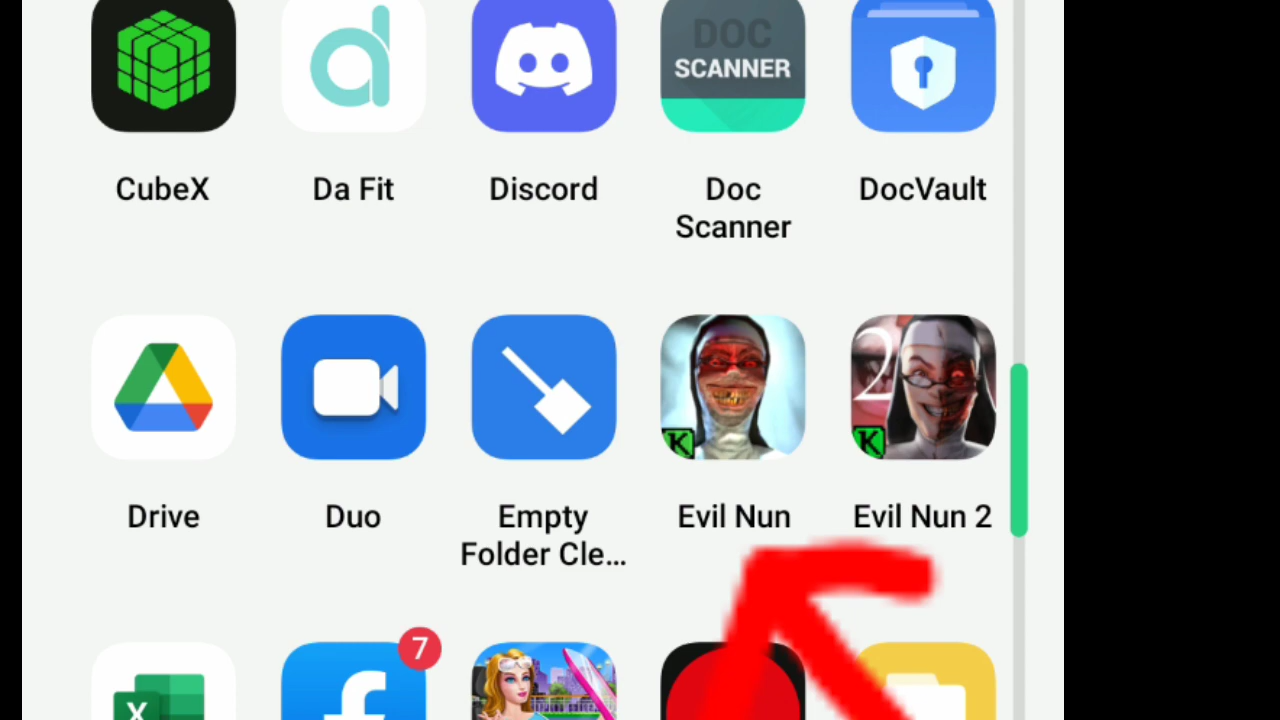 DOC
SCANNER
CubeX
Da Fit
Discord
Doc
Scanner
DocVault
2
K
K
Drive
Duo
Empty
Folder Cle...
Evil Nun
Evil Nun 2
X
7
f